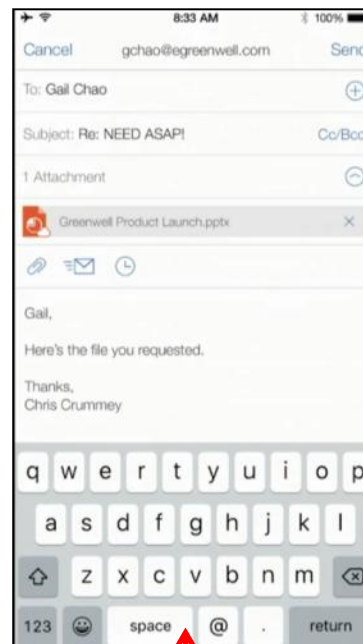 8:33 AM 100%
Cancel gchao@egreenwell.com Send
To: Gail Chao
Subject: Re: NEED ASAP! Cc/Bcc
1 Attachment
Greenwell Product Launch.pptx
Gail,
Here's the file you requested.
Thanks,
Chris Crummey
q w e r t y u i o p
a s d f g h j k l
z x c v b n m
123 space @ . return